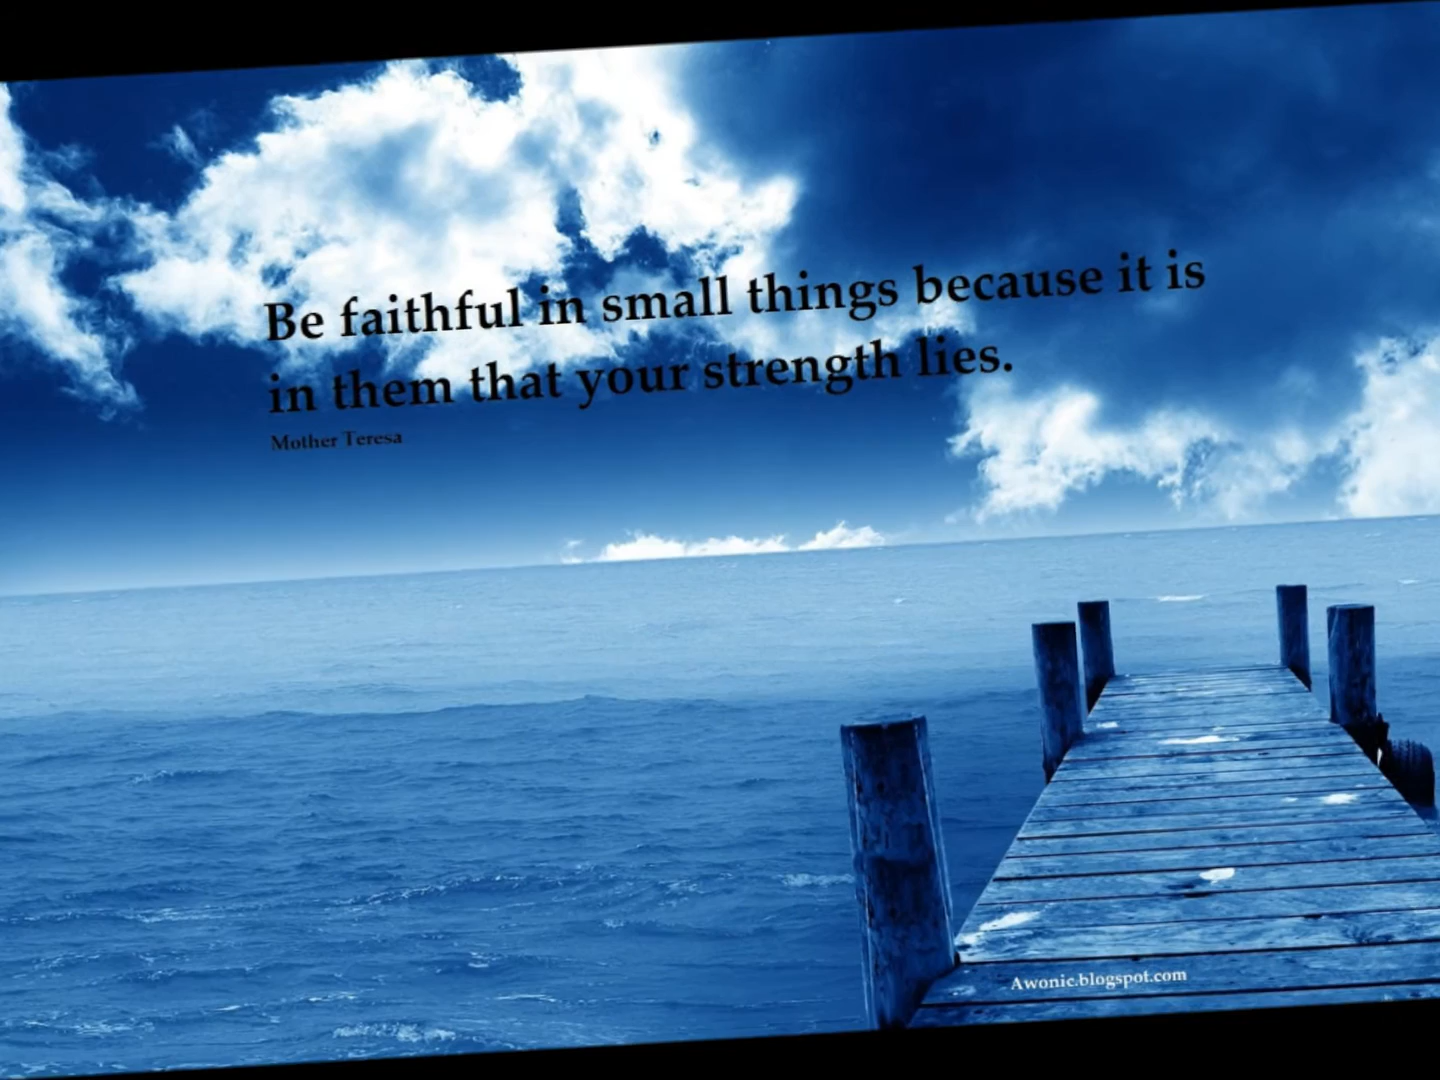 Be faithful in small things because it is
in them that your strength lies.
Mother Teresa
Awonic.blogspot.com